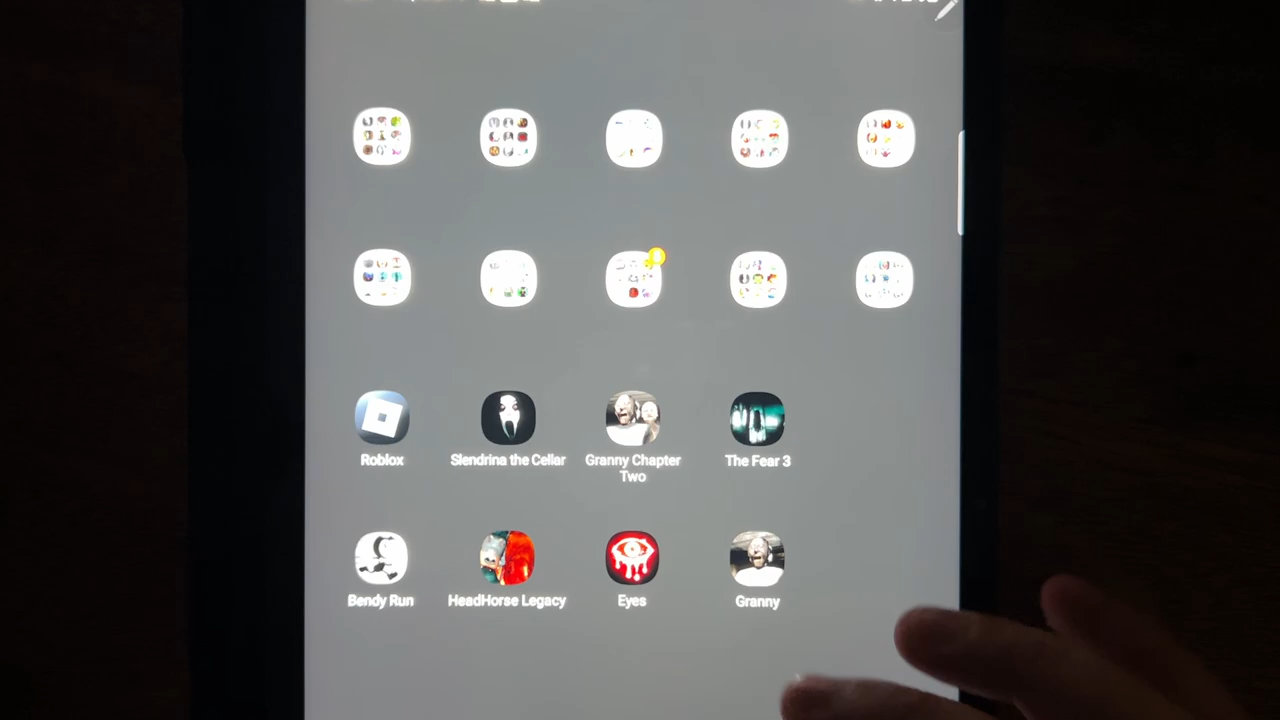 Roblox
Slendrina the Cellar
Granny Chapter
Two
The Fear 3
Bendy Run
HeadHorse Legacy
Eyes
Granny